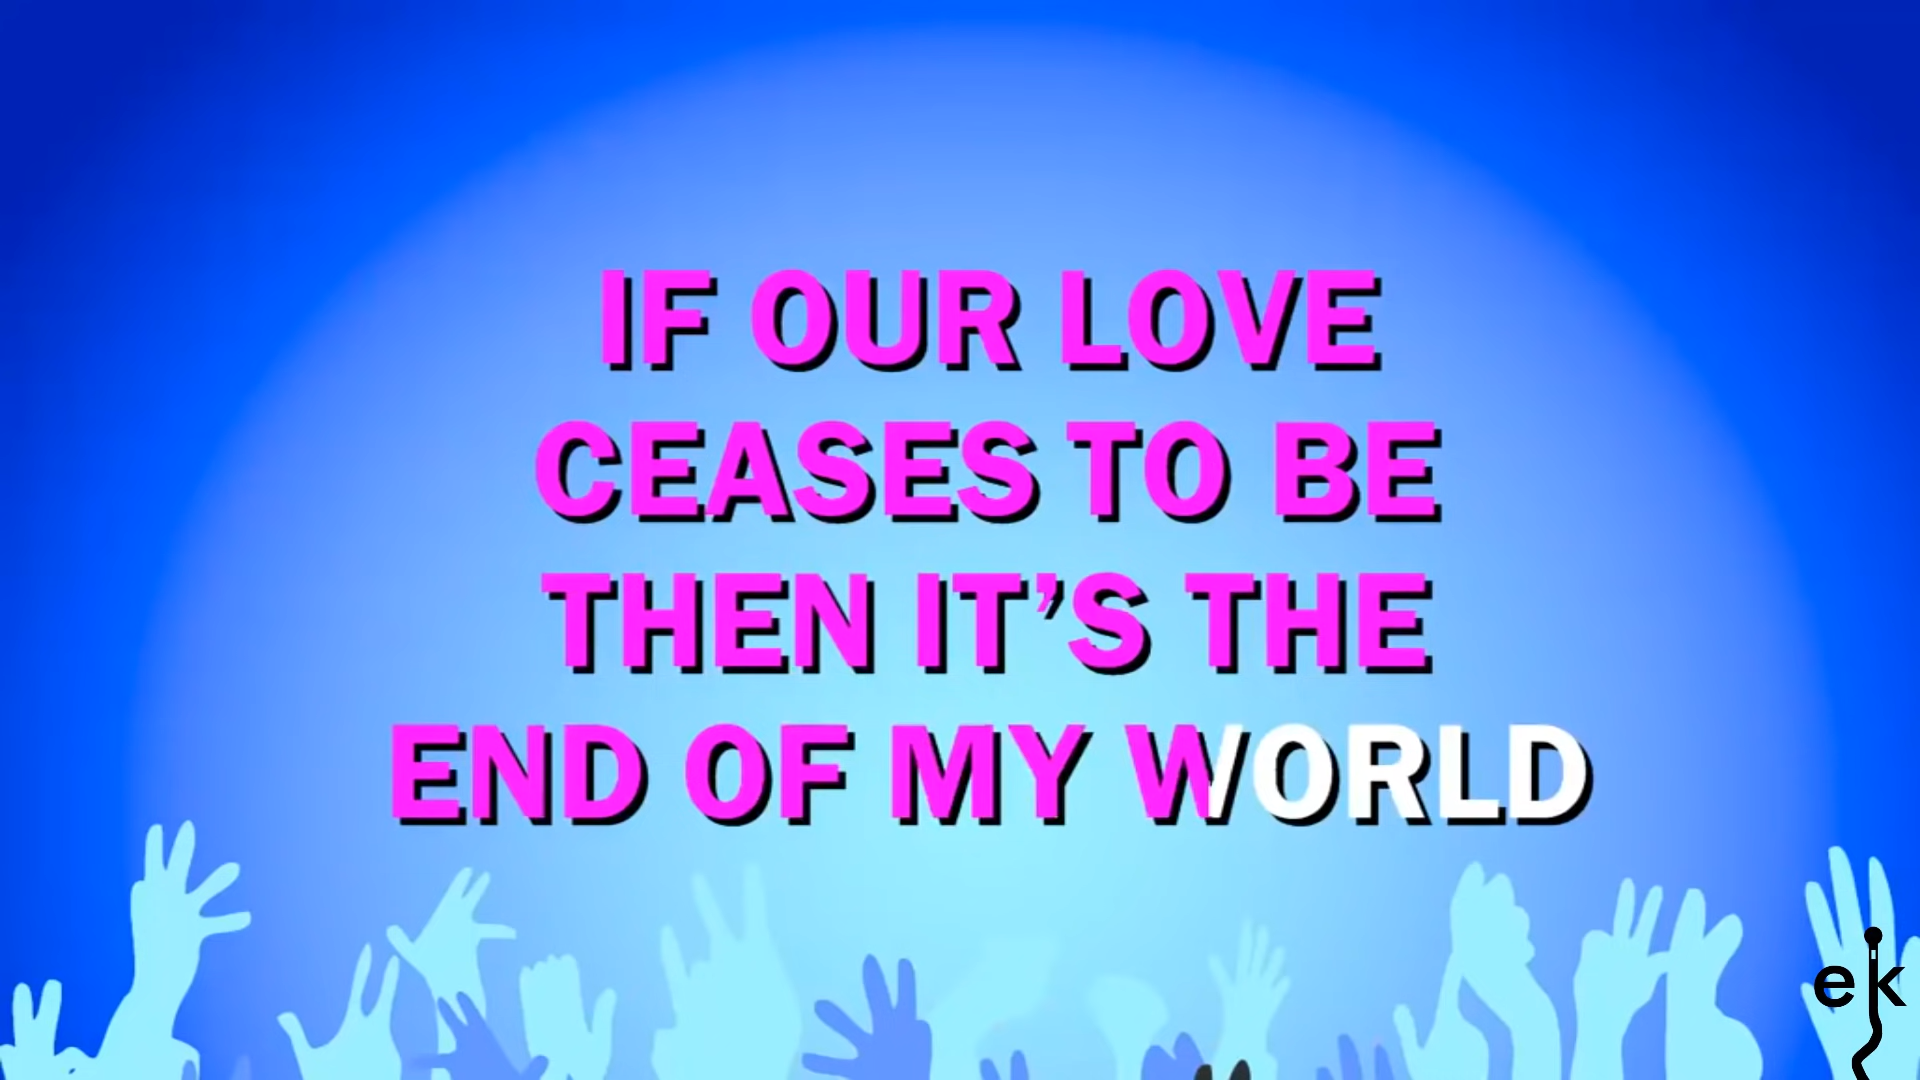 IF OUR LOVE
CEASES TO BE
THEN IT’S THE
END OF MY WORLD
ek